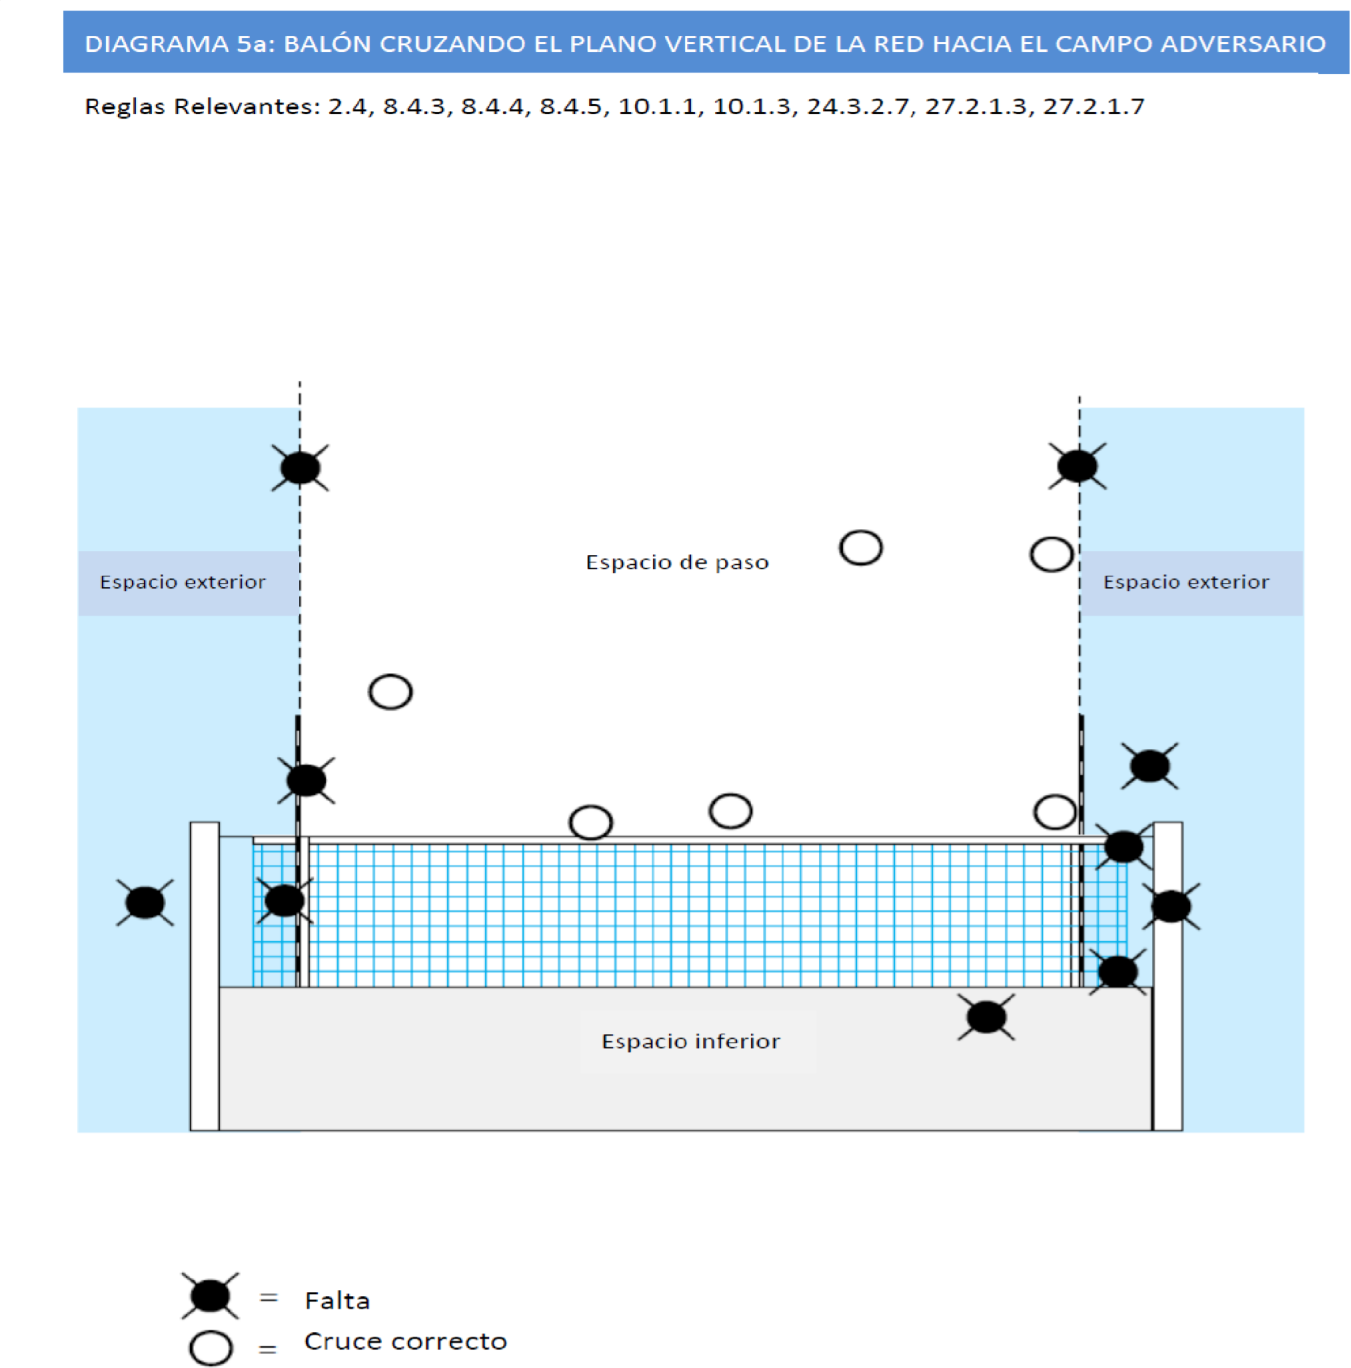 DIAGRAMA 5a: BALÓN CRUZANDO EL PLANO VERTICAL DE LA RED HACIA EL CAMPO ADVERSARIO
Reglas Relevantes: 2.4, 8.4.3, 8.4.4, 8.4.5, 10.1.1, 10.1.3, 24.3.2.7, 27.2.1.3, 27.2.1.7
Espacio de paso
Espacio exterior
Espacio exterior
Espacio inferior
= Falta
= Cruce correcto